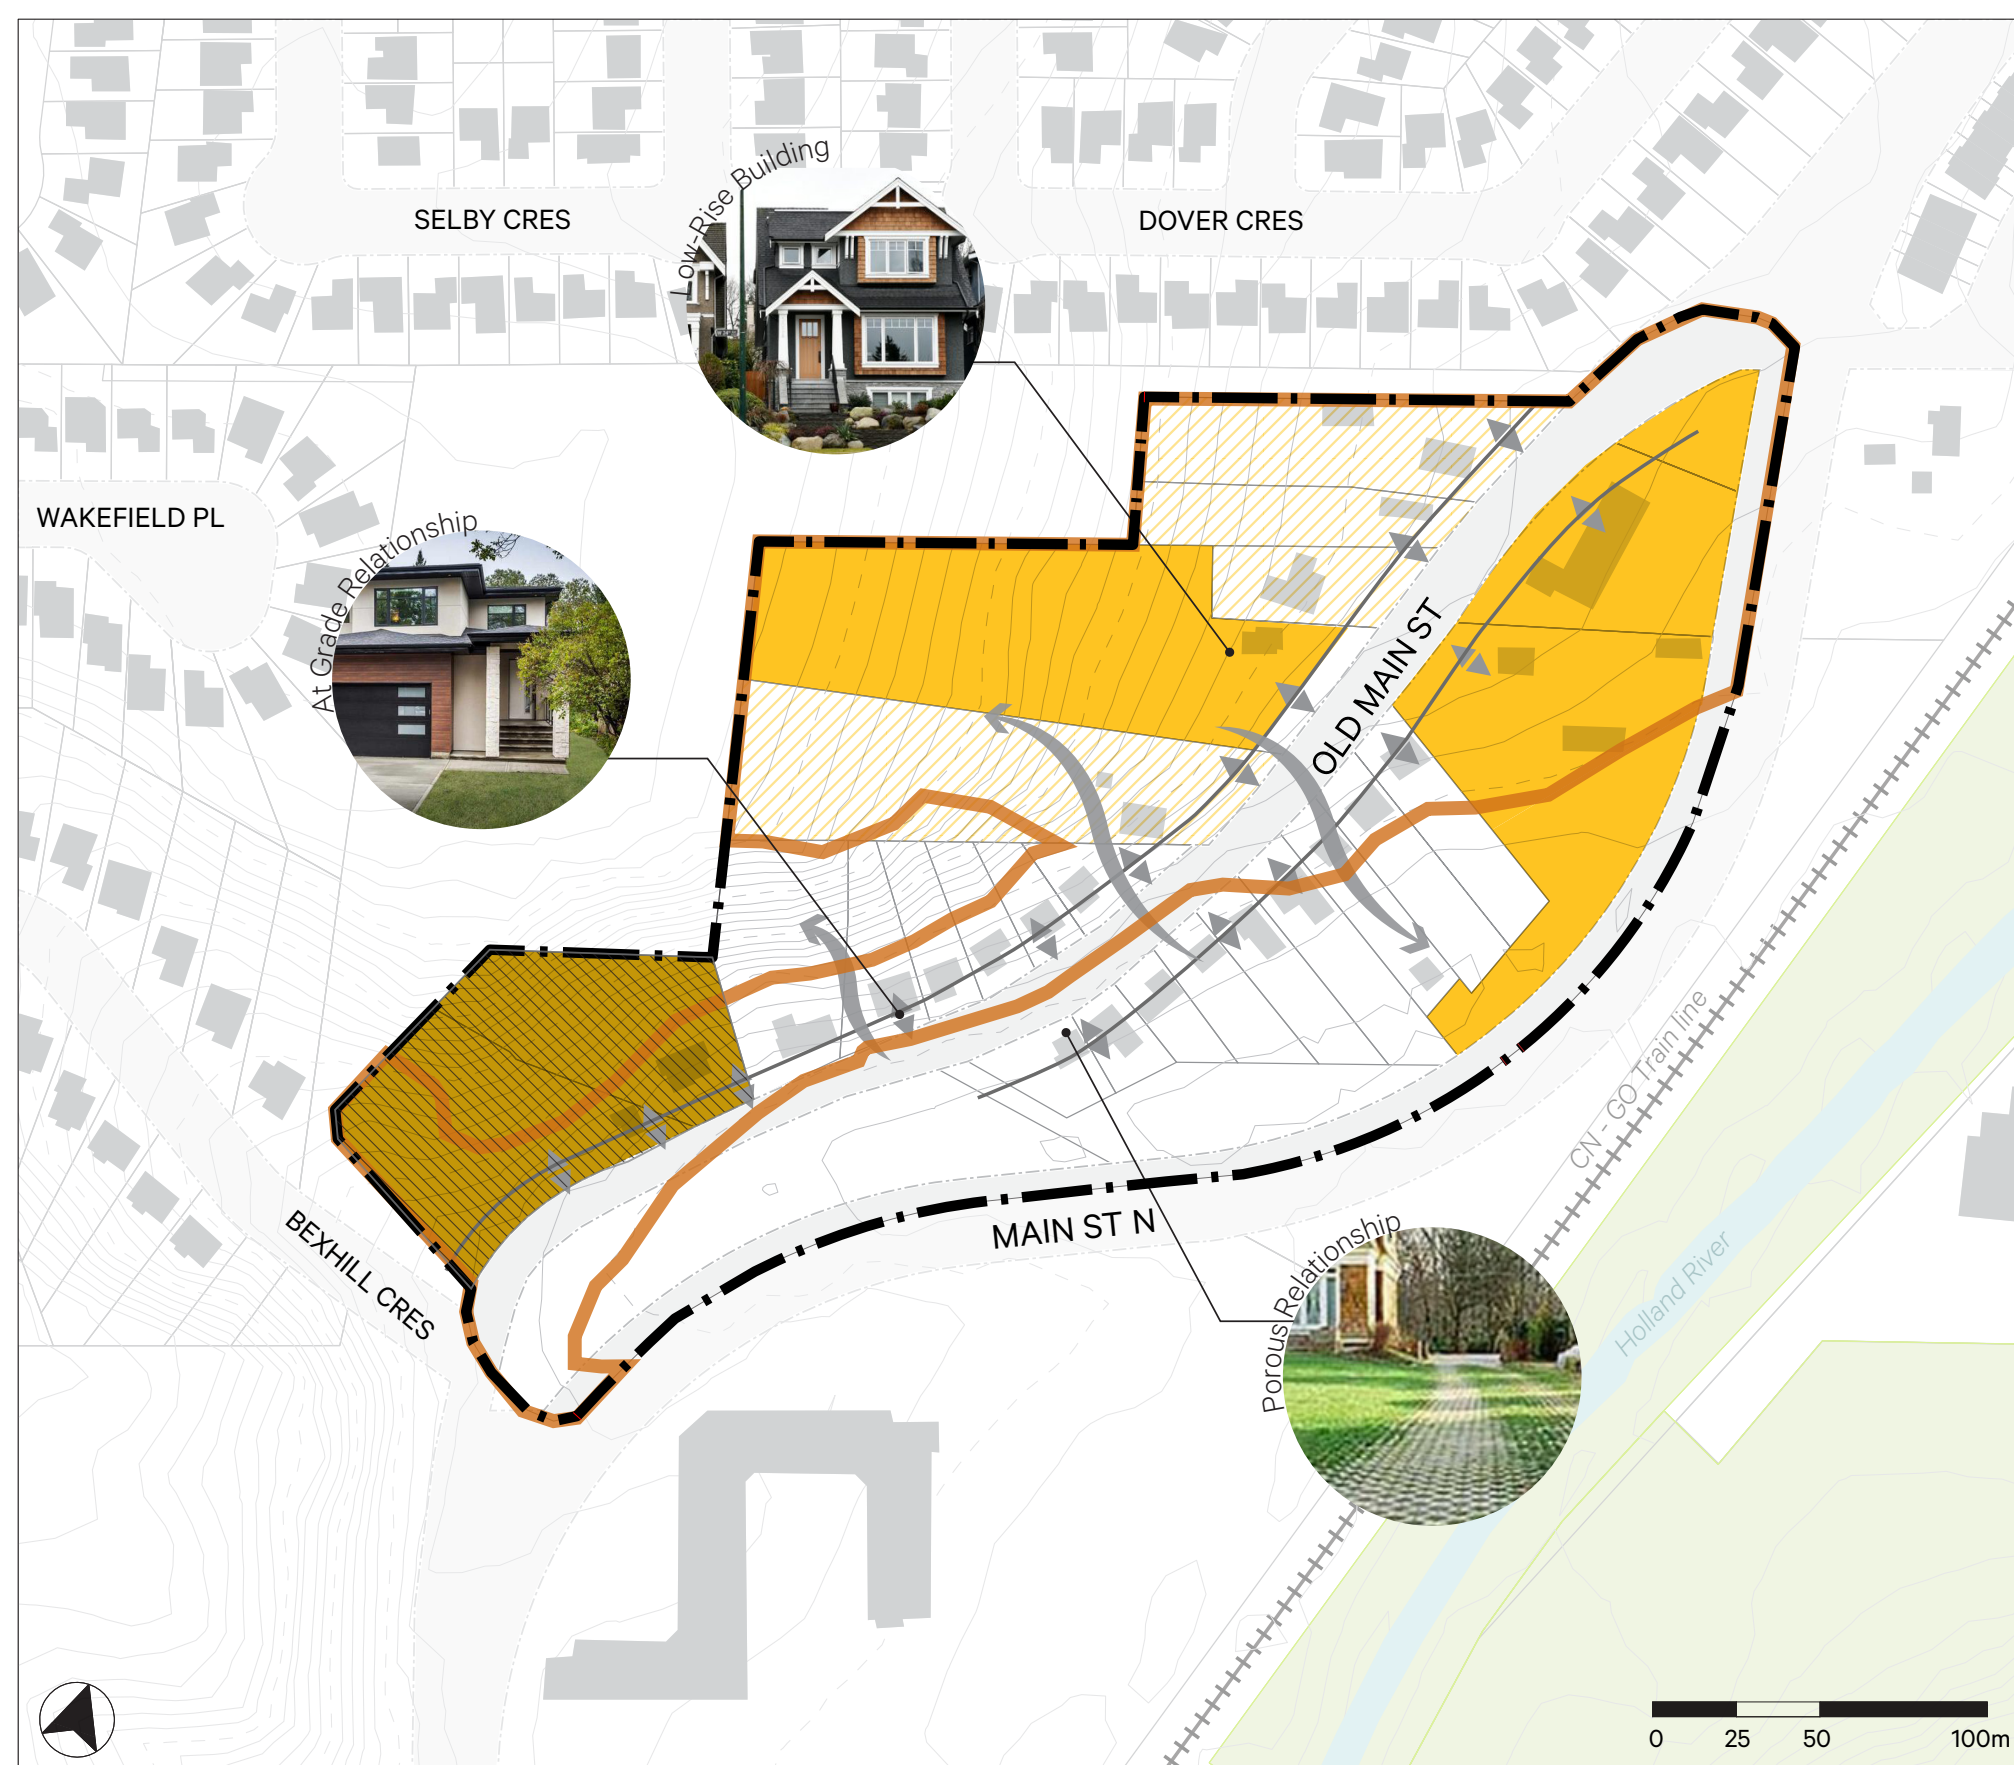 Low-Rise Building
SELBY CRES
DOVER CRES
WAKEFIELD PL
At Grade Relationship
OLD MAIN ST
CN - GO Train line
BEXHILL CRES
MAIN ST N
Porous Relationship
Holland River
0 25 50 100m